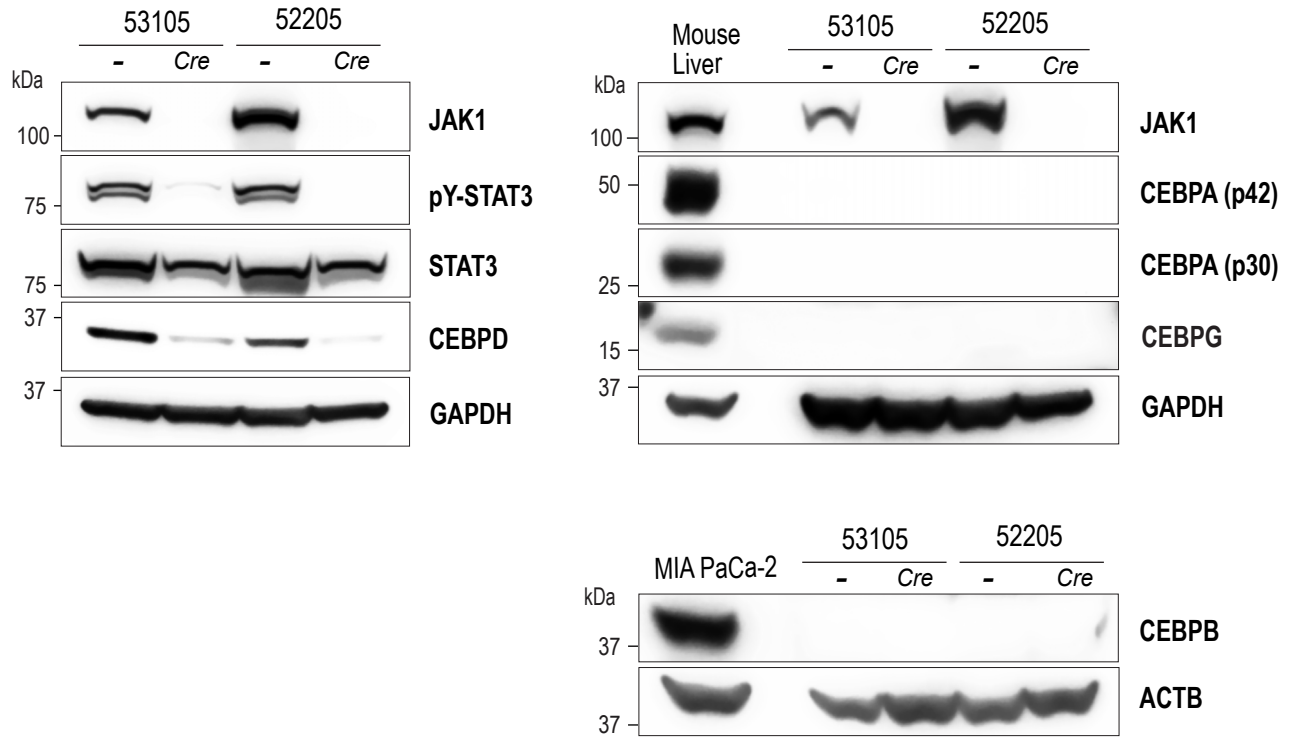 53105 52205
- Cre - Cre
kDa
JAK1
100
pY-STAT3
75
STAT3
75
37
CEBPD
37
GAPDH
Mouse
Liver
53105 52205
- Cre - Cre
kDa
JAK1
100
50
CEBPA (p42)
CEBPA (p30)
25
CEBPG
15
37
GAPDH
MIA PaCa-2
53105 52205
- Cre - Cre
kDa
CEBPB
37
ACTB
37